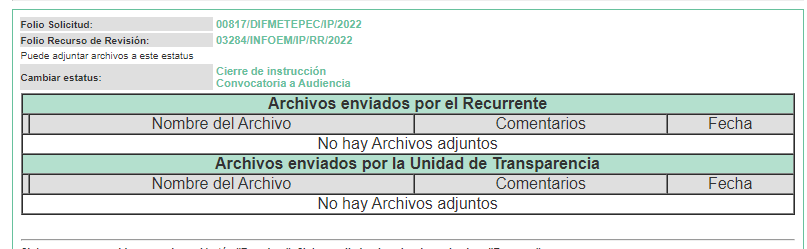 Folio Solicitud: 00817/DIFMETEPEC/IP/2022
Folio Recurso de Revisión: 03284/INFOEM/IP/RR/2022
Puede adjuntar archivos a este estatus
Cambiar estatus: Cierre de instrucción
Convocatoria a Audiencia
Archivos enviados por el Recurrente
Nombre del Archivo Comentarios Fecha
No hay Archivos adjuntos
Archivos enviados por la Unidad de Transparencia
Nombre del Archivo Comentarios Fecha
No hay Archivos adjuntos